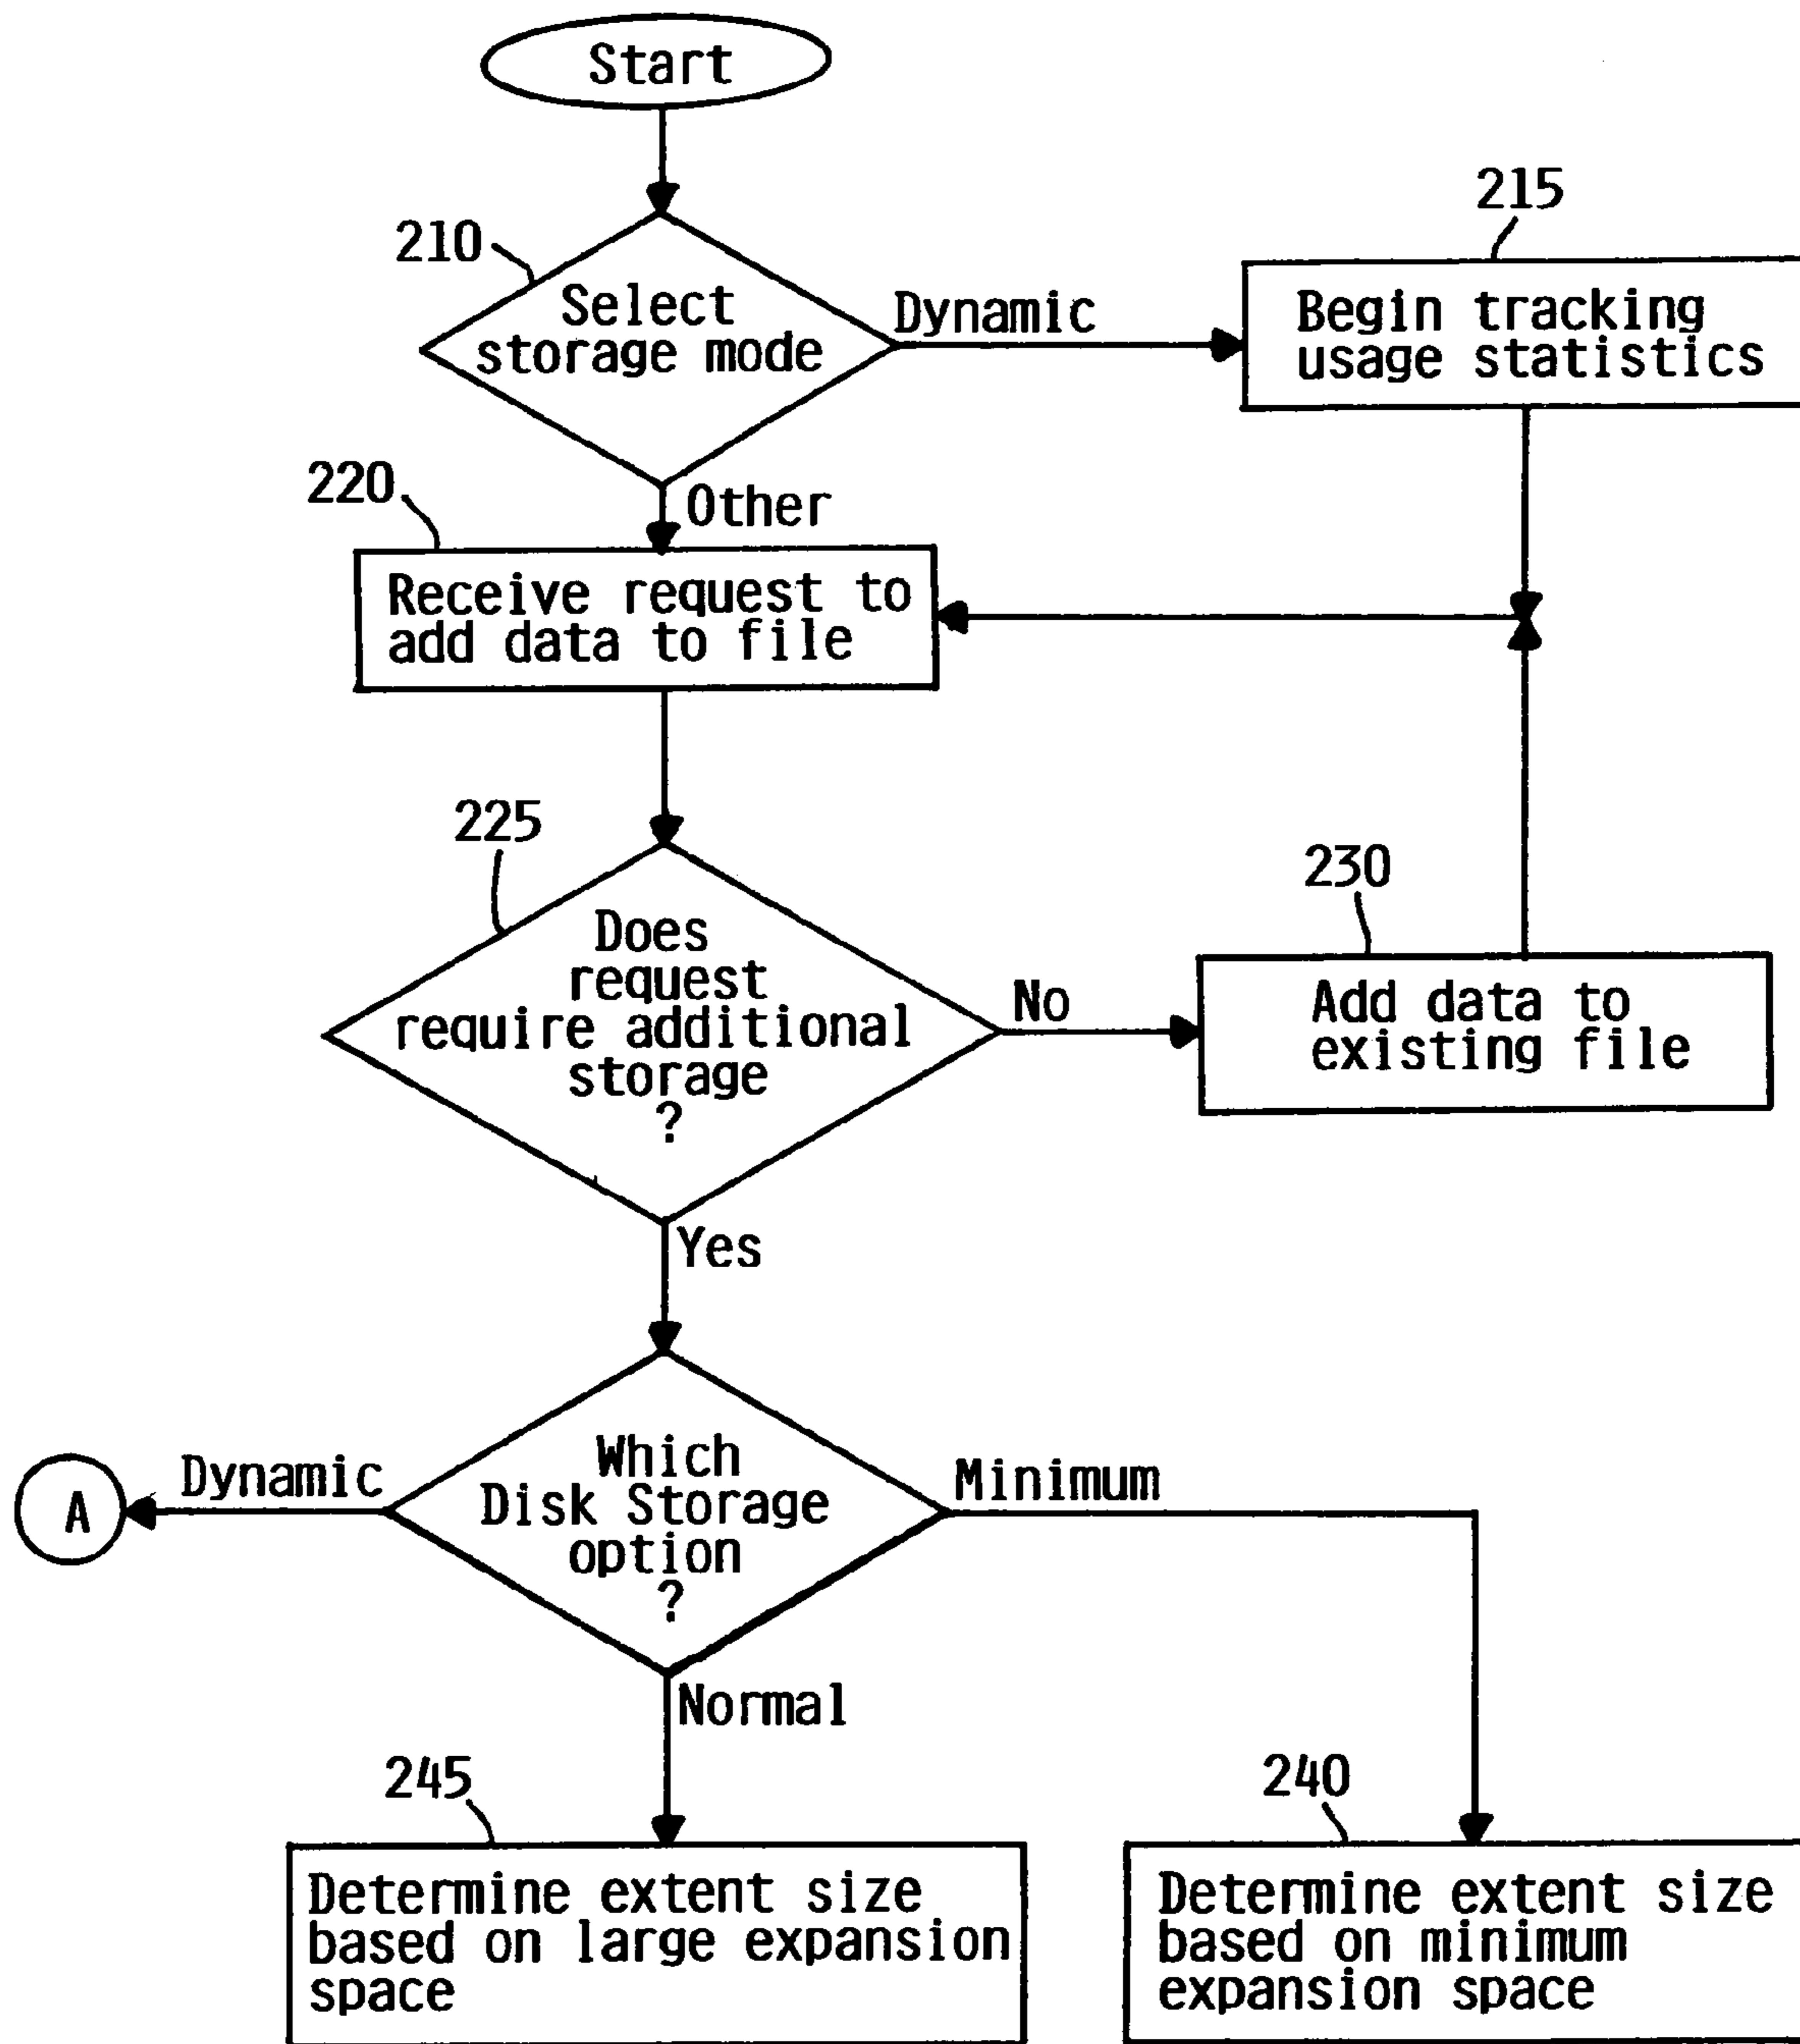 Start
210
Select
storage mode
Dynamic
215
Begin tracking
usage statistics
Other
220
Receive request to
add data to file
225
Does
request
require additional
storage
?
No
230
Add data to
existing file
Yes
Which
Disk Storage
option
?
Dynamic
A
Minimum
Normal
245
Determine extent size
based on large expansion
space
240
Determine extent size
based on minimum
expansion space